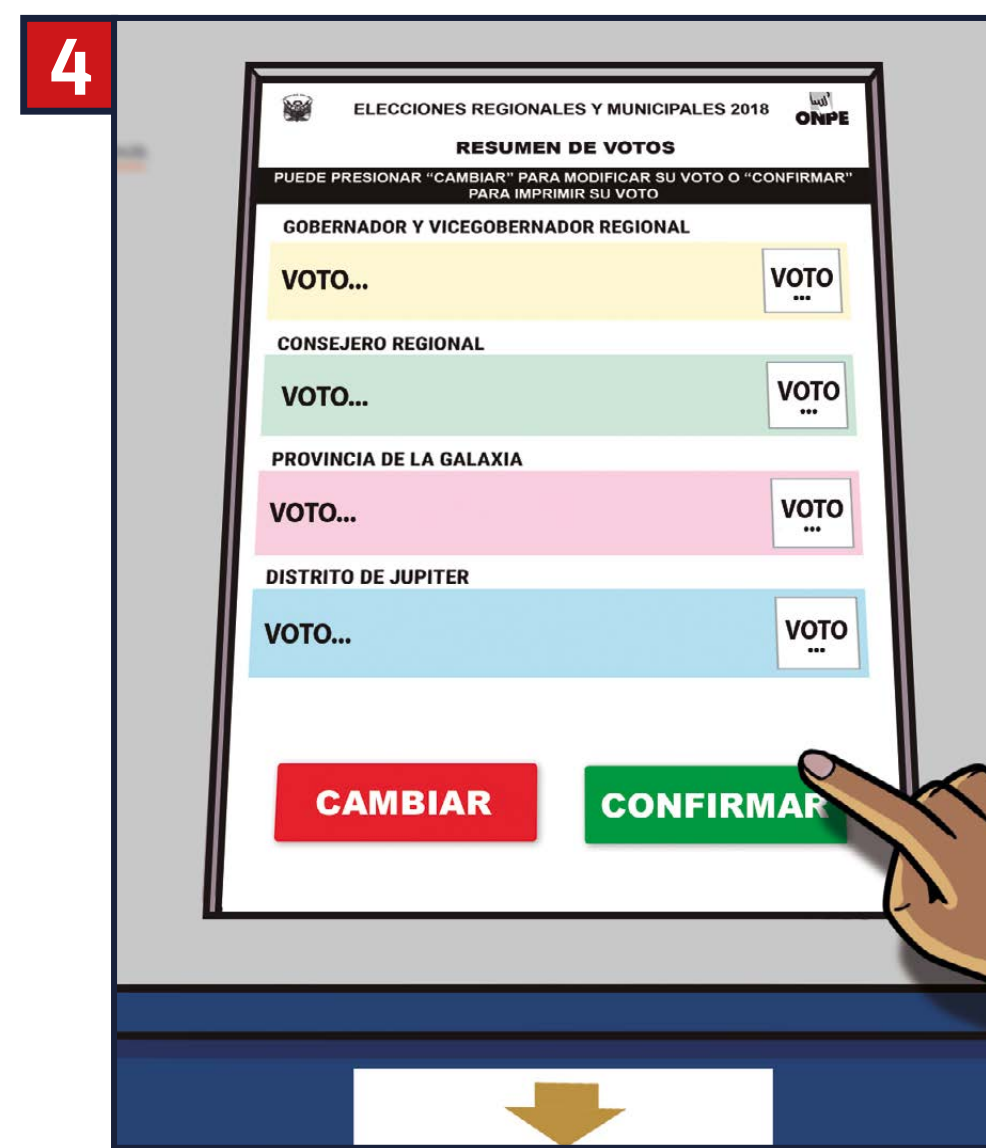 4
ELECCIONES REGIONALES Y MUNICIPALES 2018
ONPE
RESUMEN DE VOTOS
PUEDE PRESIONAR “CAMBIAR” PARA MODIFICAR SU VOTO O “CONFIRMAR”
PARA IMPRIMIR SU VOTO
GOBERNADOR Y VICEGOBERNADOR REGIONAL
VOTO...
VOTO
...
CONSEJERO REGIONAL
VOTO...
VOTO
...
PROVINCIA DE LA GALAXIA
VOTO...
VOTO
...
DISTRITO DE JUPITER
VOTO...
VOTO
...
CAMBIAR
CONFIRMAR